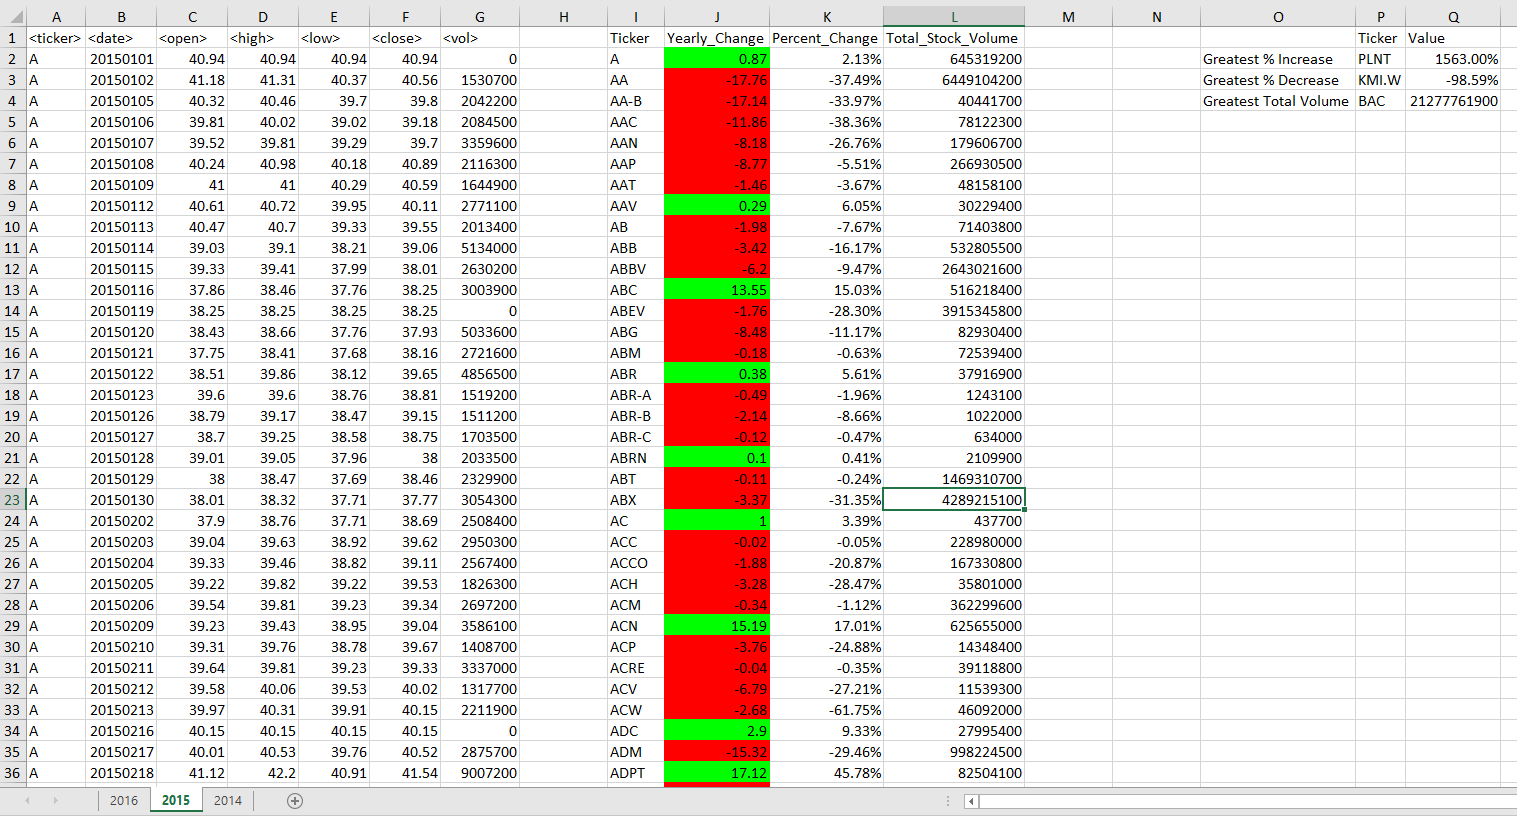 A B C D E F G H I J K L M N O P Q
1 <ticker> <date> <open> <high> <low> <close> <vol> Ticker Yearly_Change Percent_Change Total_Stock_Volume Ticker Value
2 A 20150101 40.94 40.94 40.94 40.94 0 A 0.87 2.13% 645319200 Greatest % Increase PLNT 1563.00%
3 A 20150102 41.18 41.31 40.37 40.56 1530700 AA -17.76 -37.49% 6449104200 Greatest % Decrease KMI.W -98.59%
4 A 20150105 40.32 40.46 39.7 39.8 2042200 AA-B -17.14 -33.97% 40441700 Greatest Total Volume BAC 21277761900
5 A 20150106 39.81 40.02 39.02 39.18 2084500 AAC -11.86 -38.36% 78122300
6 A 20150107 39.52 39.81 39.29 39.7 3359600 AAN -8.18 -26.76% 179606700
7 A 20150108 40.24 40.98 40.18 40.89 2116300 AAP -8.77 -5.51% 266930500
8 A 20150109 41 41 40.29 40.59 1644900 AAT -1.46 -3.67% 48158100
9 A 20150112 40.61 40.72 39.95 40.11 2771100 AAV 0.29 6.05% 30229400
10 A 20150113 40.47 40.7 39.33 39.55 2013400 AB -1.98 -7.67% 71403800
11 A 20150114 39.03 39.1 38.21 39.06 5134000 ABB -3.42 -16.17% 532805500
12 A 20150115 39.33 39.41 37.99 38.01 2630200 ABBV -6.2 -9.47% 2643021600
13 A 20150116 37.86 38.46 37.76 38.25 3003900 ABC 13.55 15.03% 516218400
14 A 20150119 38.25 38.25 38.25 38.25 0 ABEV -1.76 -28.30% 3915345800
15 A 20150120 38.43 38.66 37.76 37.93 5033600 ABG -8.48 -11.17% 82930400
16 A 20150121 37.75 38.41 37.68 38.16 2721600 ABM -0.18 -0.63% 72539400
17 A 20150122 38.51 39.86 38.12 39.65 4856500 ABR 0.38 5.61% 37916900
18 A 20150123 39.6 39.6 38.76 38.81 1519200 ABR-A -0.49 -1.96% 1243100
19 A 20150126 38.79 39.17 38.47 39.15 1511200 ABR-B -2.14 -8.66% 1022000
20 A 20150127 38.7 39.25 38.58 38.75 1703500 ABR-C -0.12 -0.47% 634000
21 A 20150128 39.01 39.05 37.96 38 2033500 ABRN 0.1 0.41% 2109900
22 A 20150129 38 38.47 37.69 38.46 2329900 ABT -0.11 -0.24% 1469310700
23 A 20150130 38.01 38.32 37.71 37.77 3054300 ABX -3.37 -31.35% 4289215100
24 A 20150202 37.9 38.76 37.71 38.69 2508400 AC 1 3.39% 437700
25 A 20150203 39.04 39.63 38.92 39.62 2950300 ACC -0.02 -0.05% 228980000
26 A 20150204 39.33 39.46 38.82 39.11 2567400 ACCO -1.88 -20.87% 167330800
27 A 20150205 39.22 39.82 39.22 39.53 1826300 ACH -3.28 -28.47% 35801000
28 A 20150206 39.54 39.81 39.23 39.34 2697200 ACM -0.34 -1.12% 362299600
29 A 20150209 39.23 39.43 38.95 39.04 3586100 ACN 15.19 17.01% 625655000
30 A 20150210 39.31 39.76 38.78 39.67 1408700 ACP -3.76 -24.88% 14348400
31 A 20150211 39.64 39.81 39.23 39.33 3337000 ACRE -0.04 -0.35% 39118800
32 A 20150212 39.58 40.06 39.53 40.02 1317700 ACV -6.79 -27.21% 11539300
33 A 20150213 39.97 40.31 39.91 40.15 2211900 ACW -2.68 -61.75% 46092000
34 A 20150216 40.15 40.15 40.15 40.15 0 ADC 2.9 9.33% 27995400
35 A 20150217 40.01 40.53 39.76 40.52 2875700 ADM -15.32 -29.46% 998224500
36 A 20150218 41.12 42.2 40.91 41.54 9007200 ADPT 17.12 45.78% 82504100
2016 2015 2014